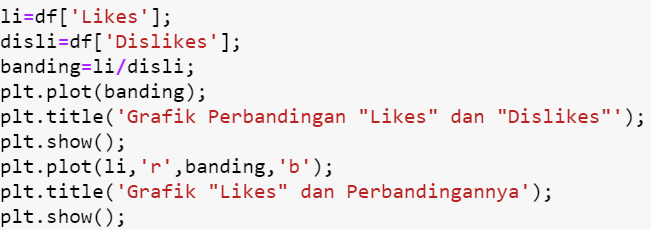 li=df['Likes'];
disli=df['Dislikes'];
banding=li/disli;
plt.plot(banding);
plt.title('Grafik Perbandingan "Likes" dan "Dislikes"');
plt.show();
plt.plot(li,'r',banding,'b');
plt.title('Grafik "Likes" dan Perbandingannya');
plt.show();